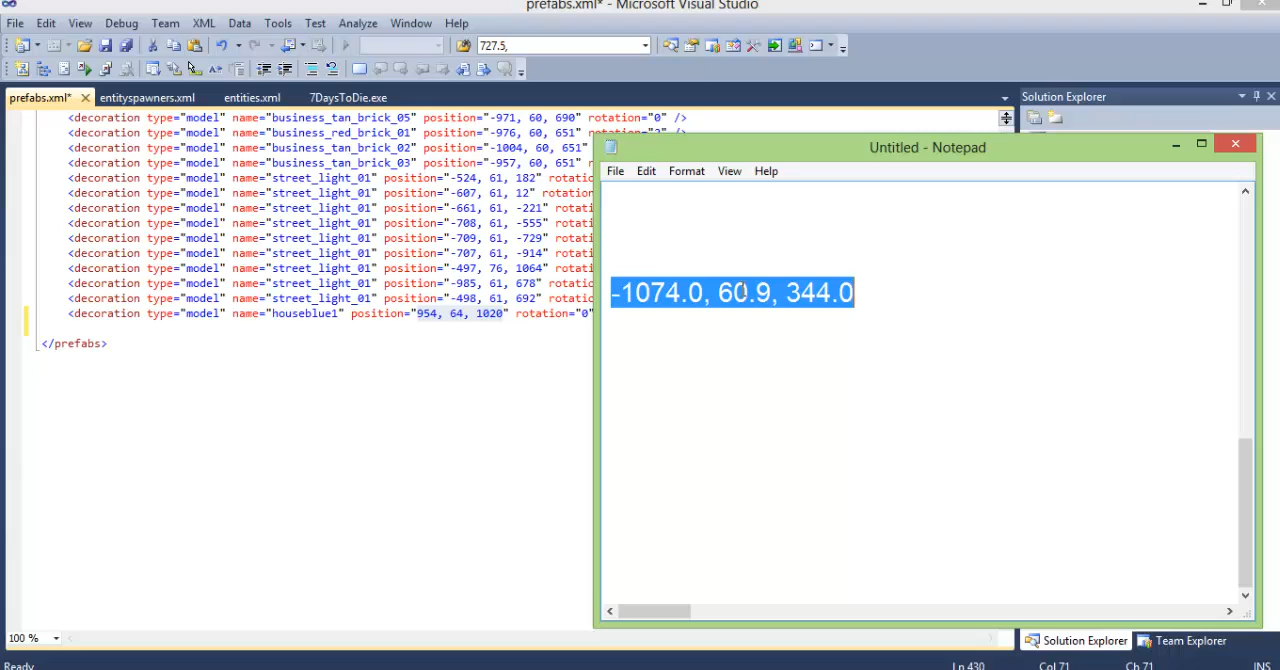 prefabs.xml* - Microsoft Visual Studio
File Edit View Debug Team XML Data Tools Test Analyze Window Help
727.5,
prefabs.xml* entityspawners.xml entities.xml 7DaysToDie.exe
Solution Explorer
<decoration type="model" name="business_tan_brick_05" position="-971, 60, 690" rotation="0" />
<decoration type="model" name="business_red_brick_01" position="-976, 60, 651" rotation="2" />
<decoration type="model" name="business_tan_brick_02" position="-1004, 60, 651"
<decoration type="model" name="business_tan_brick_03" position="-957, 60, 651"
<decoration type="model" name="street_light_01" position="-524, 61, 182" rotati
<decoration type="model" name="street_light_01" position="-607, 61, 12" rotatio
<decoration type="model" name="street_light_01" position="-661, 61, -221" rotat
<decoration type="model" name="street_light_01" position="-708, 61, -555" rotat
<decoration type="model" name="street_light_01" position="-709, 61, -729" rotat
<decoration type="model" name="street_light_01" position="-707, 61, -914" rotat
<decoration type="model" name="street_light_01" position="-497, 76, 1064" rotat
<decoration type="model" name="street_light_01" position="-985, 61, 678" rotati
<decoration type="model" name="street_light_01" position="-498, 61, 692" rotati
<decoration type="model" name="houseblue1" position="954, 64, 1020" rotation="0"
</prefabs>
Untitled - Notepad
File Edit Format View Help
-1074.0, 60.9, 344.0
100 %
Solution Explorer Team Explorer
Ready Ln 430 Col 71 Ch 71 INS